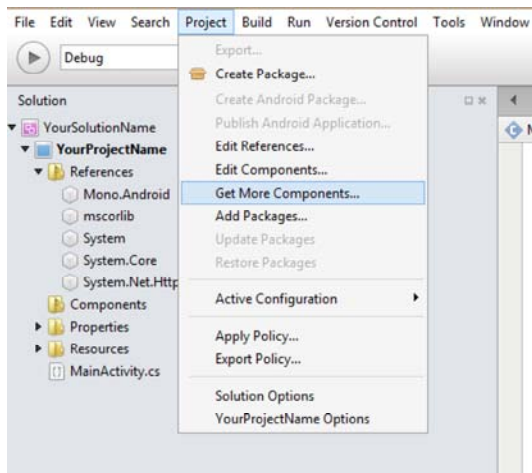 File Edit View Search Project Build Run Version Control Tools Window
Debug
Export...
Create Package...
Create Android Package...
Publish Android Application...
Edit References...
Edit Components...
Get More Components...
Add Packages...
Update Packages
Restore Packages
Active Configuration
Apply Policy...
Export Policy...
Solution Options
YourProjectName Options
Solution
YourSolutionName
YourProjectName
References
Mono.Android
mscorlib
System
System.Core
System.Net.Http
Components
Properties
Resources
MainActivity.cs